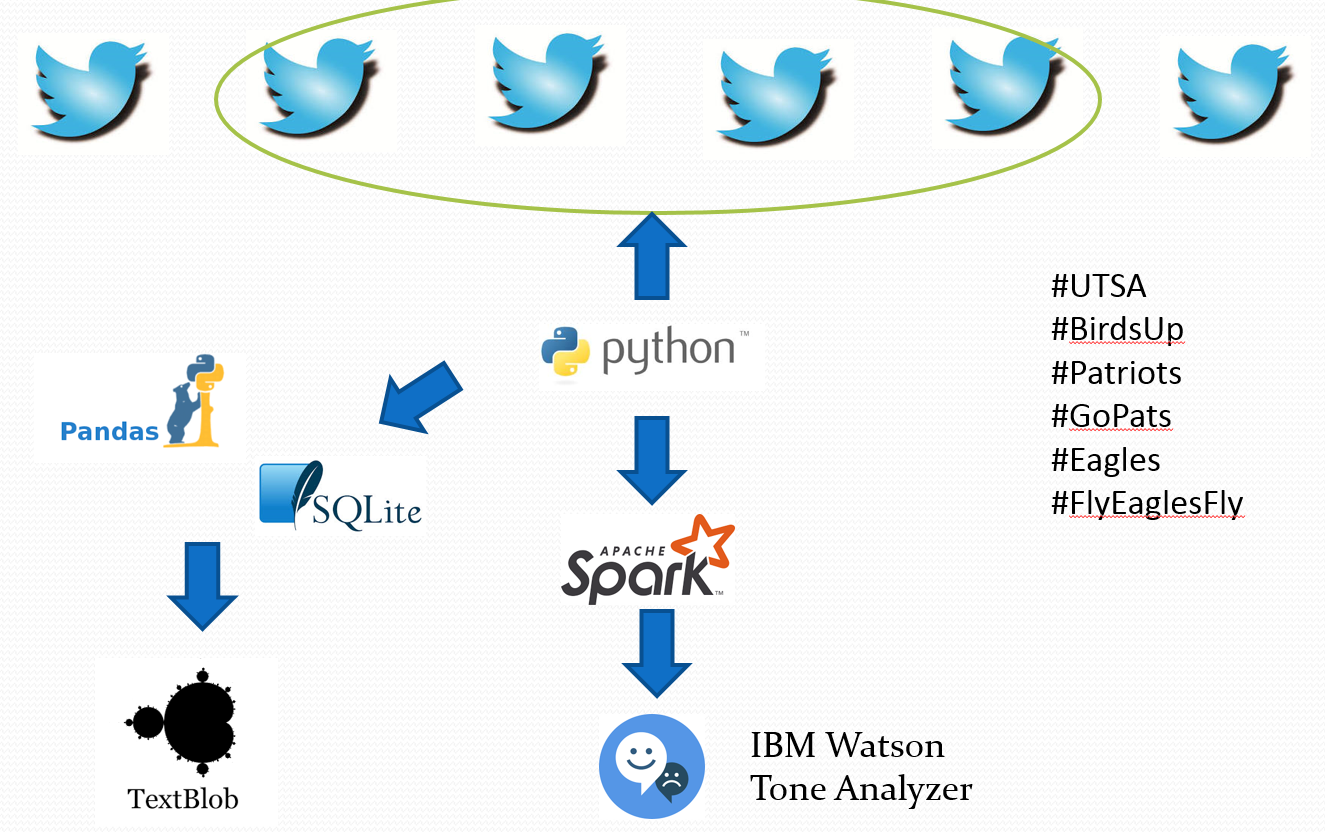 python™
#UTSA
#BirdsUp
#Patriots
#GoPats
#Eagles
#FlyEaglesFly
Pandas
SQLite
APACHE
Spark™
TextBlob
IBM Watson
Tone Analyzer